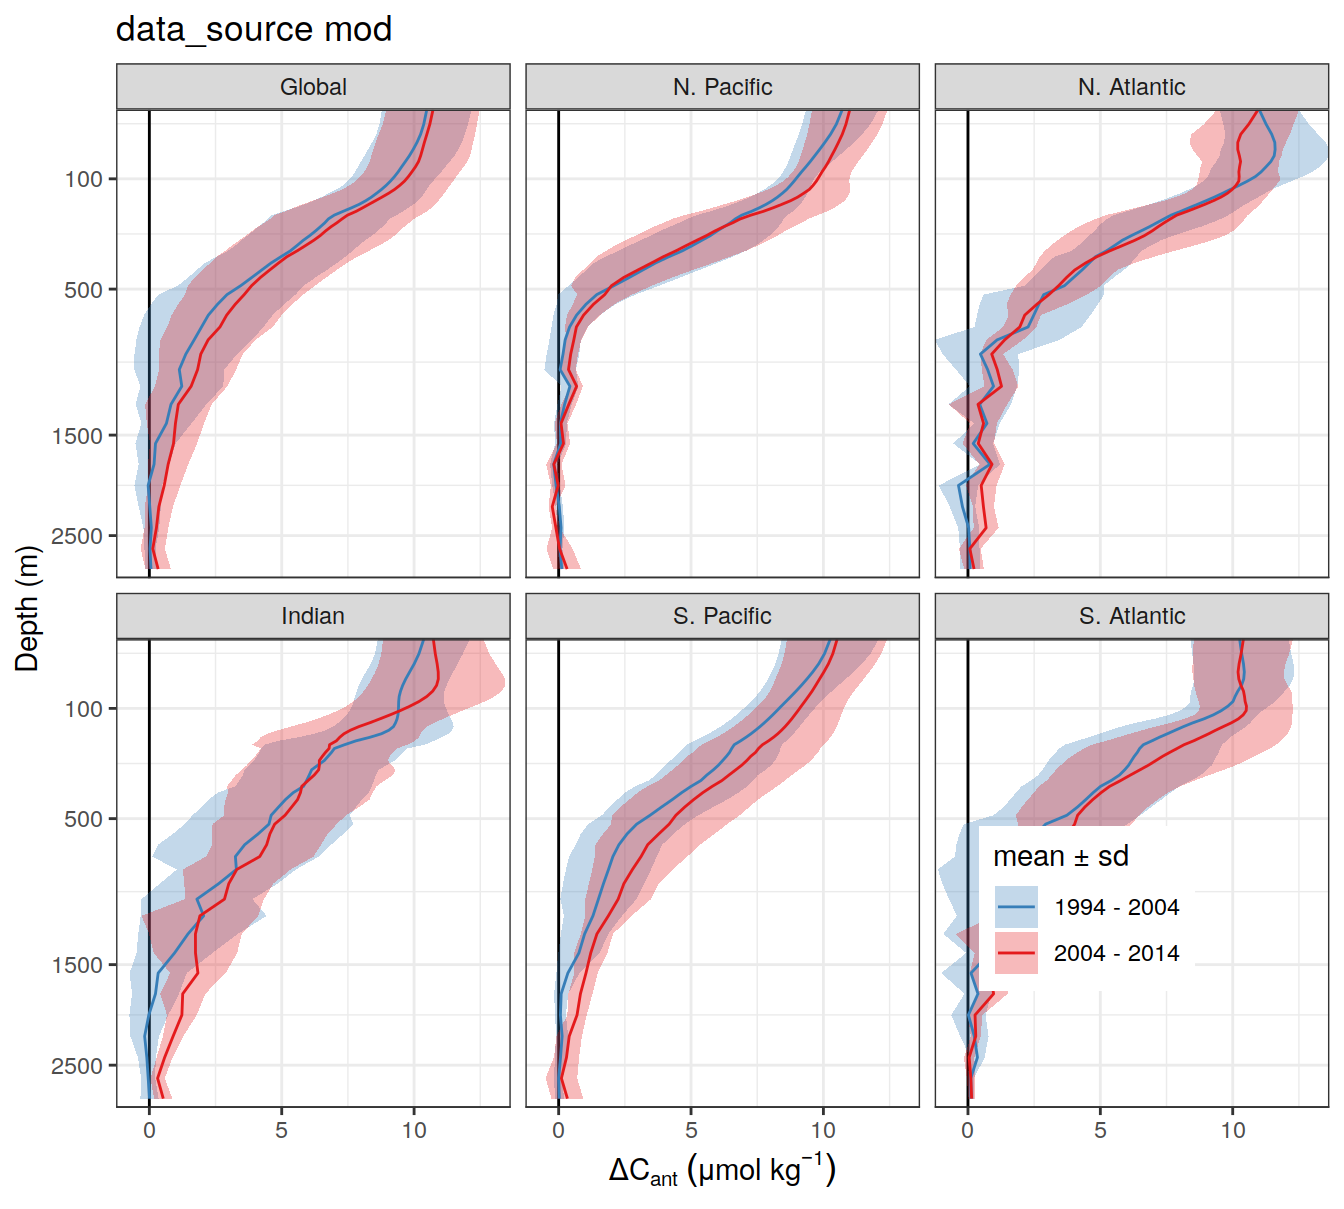 data_source mod
Global
N. Pacific
N. Atlantic
100
500
1500
2500
Depth (m)
Indian
S. Pacific
S. Atlantic
100
500
1500
2500
mean ± sd
1994 - 2004
2004 - 2014
0 5 10
0 5 10
0 5 10
ΔCant (μmol kg−1)